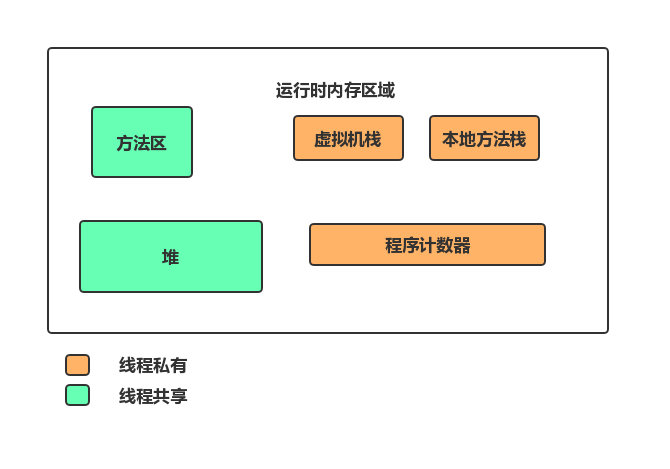 运行时内存区域
方法区
虚拟机栈
本地方法栈
堆
程序计数器
线程私有
线程共享